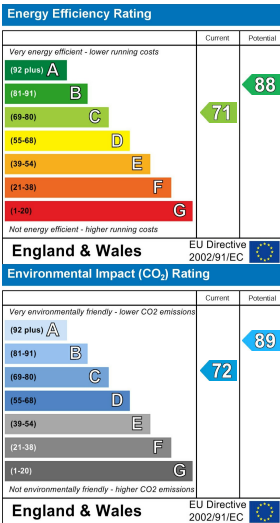 Energy Efficiency Rating
Current Potential
Very energy efficient - lower running costs
(92 plus) A
(81-91) B
88
(69-80) C
71
(55-68) D
(39-54) E
(21-38) F
(1-20) G
Not energy efficient - higher running costs
England & Wales
EU Directive
2002/91/EC
Environmental Impact (CO₂) Rating
Current Potential
Very environmentally friendly - lower CO2 emissions
(92 plus) A
(81-91) B
89
(69-80) C
72
(55-68) D
(39-54) E
(21-38) F
(1-20) G
Not environmentally friendly - higher CO2 emissions
England & Wales
EU Directive
2002/91/EC